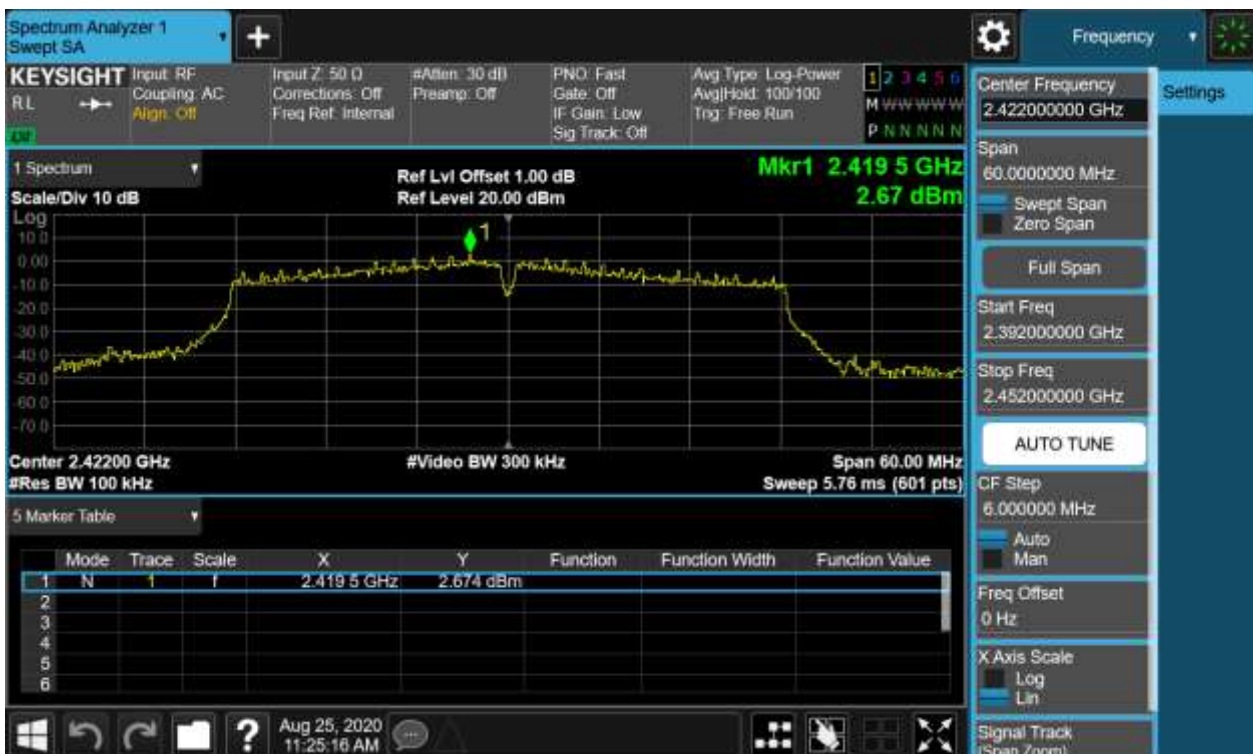 Spectrum Analyzer 1
Swept SA
Frequency
KEYSIGHT
RL
Input: RF
Coupling: AC
Align: Off
Input Z: 50 Ω
Corrections: Off
Freq Ref: Internal
#Atten: 30 dB
Preamp: Off
PNO: Fast
Gate: Off
IF Gain: Low
Sig Track: Off
Avg Type: Log-Power
Avg|Hold: 100/100
Trig: Free Run
1 2 3 4 5 6
M W W W W W
P N N N N N
Settings
Center Frequency
2.422000000 GHz
Span
60.0000000 MHz
Swept Span
Zero Span
Full Span
Start Freq
2.392000000 GHz
Stop Freq
2.452000000 GHz
AUTO TUNE
CF Step
6.000000 MHz
Auto
Man
Freq Offset
0 Hz
X Axis Scale
Log
Lin
Signal Track
(Span Zoom)
1 Spectrum
Scale/Div 10 dB
Ref Lvl Offset 1.00 dB
Ref Level 20.00 dBm
Mkr1 2.419 5 GHz
2.67 dBm
Log
10.0
0.00
-10.0
-20.0
-30.0
-40.0
-50.0
-60.0
-70.0
1
Center 2.42200 GHz
#Video BW 300 kHz
Span 60.00 MHz
#Res BW 100 kHz
Sweep 5.76 ms (601 pts)
5 Marker Table
Mode Trace Scale X Y Function Function Width Function Value
1 N 1 f 2.419 5 GHz 2.674 dBm
2
3
4
5
6
?
Aug 25, 2020
11:25:16 AM